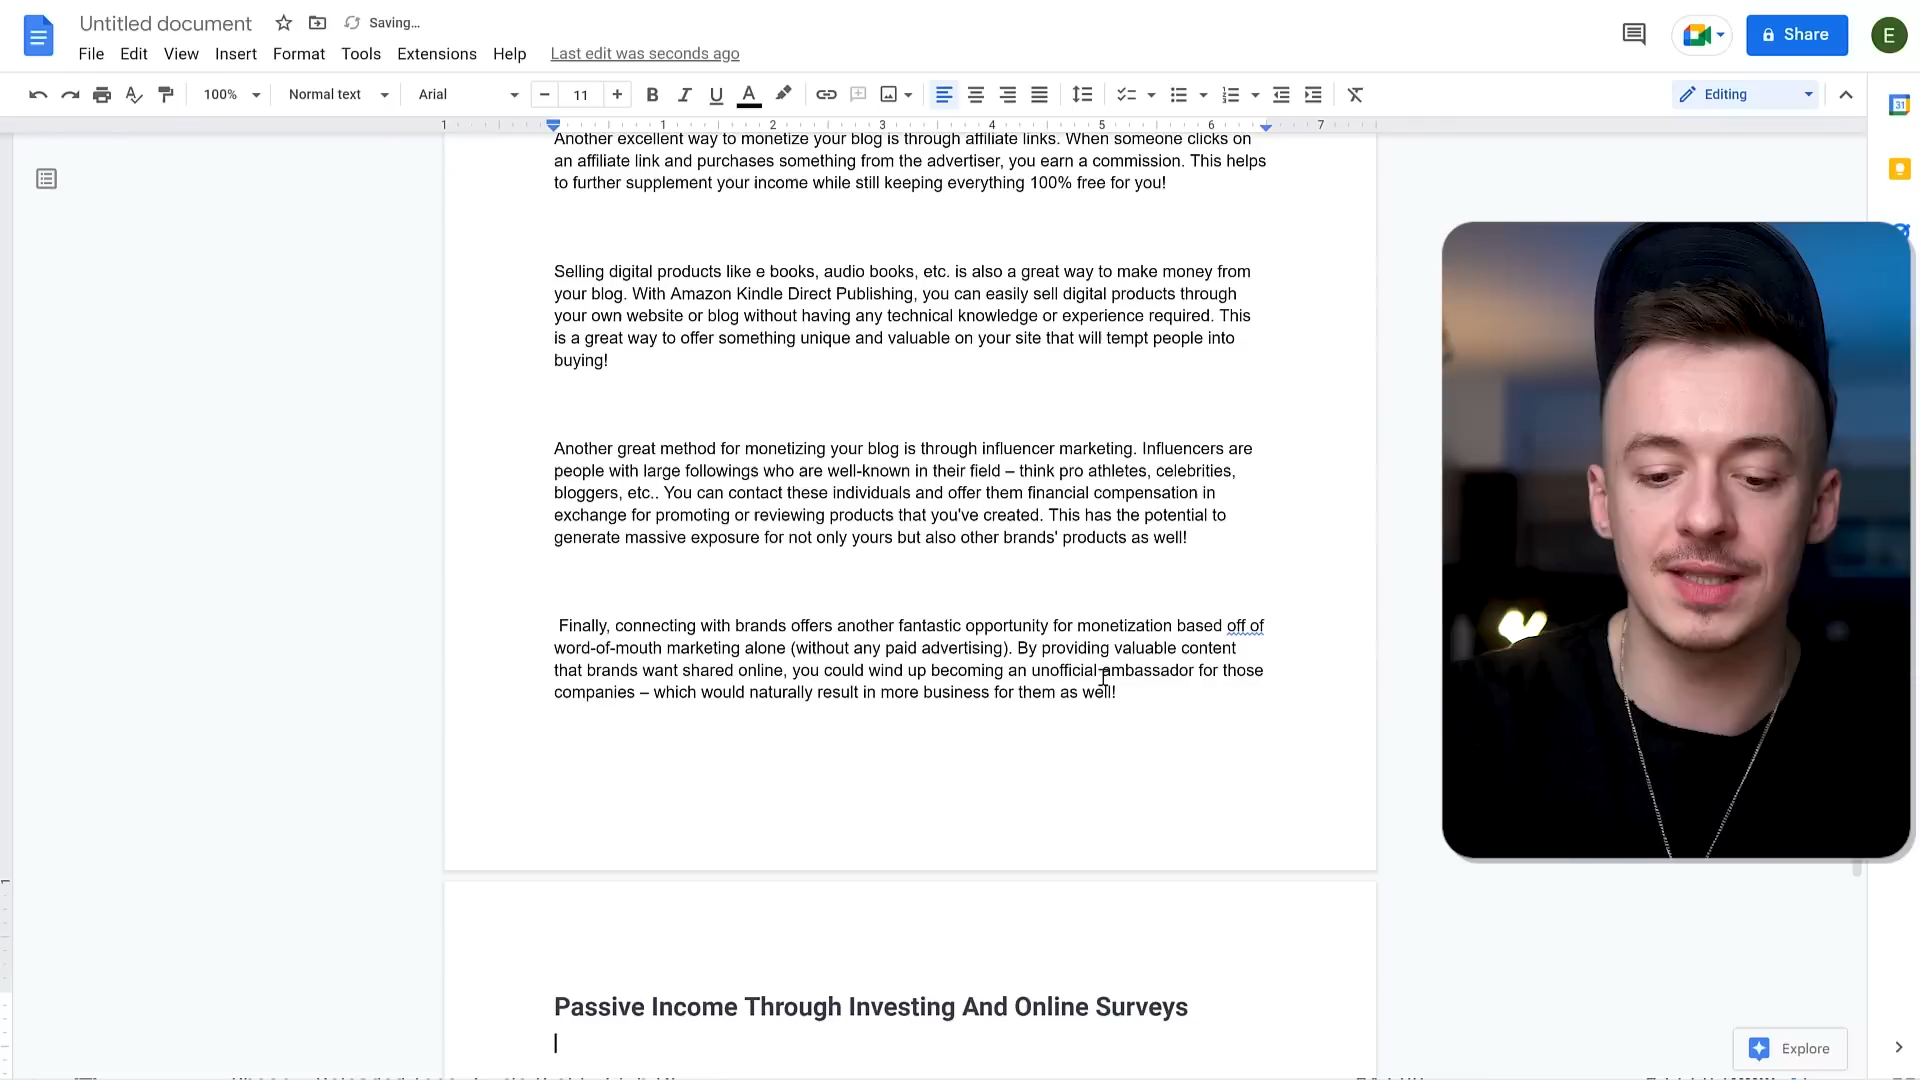 Untitled document
Saving…
File Edit View Insert Format Tools Extensions Help Last edit was seconds ago
Share
E
100% Normal text Arial 11 B I U A
Editing
31
1 1 2 3 4 5 6 7
Another excellent way to monetize your blog is through affiliate links. When someone clicks on
an affiliate link and purchases something from the advertiser, you earn a commission. This helps
to further supplement your income while still keeping everything 100% free for you!
Selling digital products like e books, audio books, etc. is also a great way to make money from
your blog. With Amazon Kindle Direct Publishing, you can easily sell digital products through
your own website or blog without having any technical knowledge or experience required. This
is a great way to offer something unique and valuable on your site that will tempt people into
buying!
Another great method for monetizing your blog is through influencer marketing. Influencers are
people with large followings who are well-known in their field – think pro athletes, celebrities,
bloggers, etc.. You can contact these individuals and offer them financial compensation in
exchange for promoting or reviewing products that you've created. This has the potential to
generate massive exposure for not only yours but also other brands' products as well!
Finally, connecting with brands offers another fantastic opportunity for monetization based off of
word-of-mouth marketing alone (without any paid advertising). By providing valuable content
that brands want shared online, you could wind up becoming an unofficial ambassador for those
companies – which would naturally result in more business for them as well!
1
Passive Income Through Investing And Online Surveys
Explore